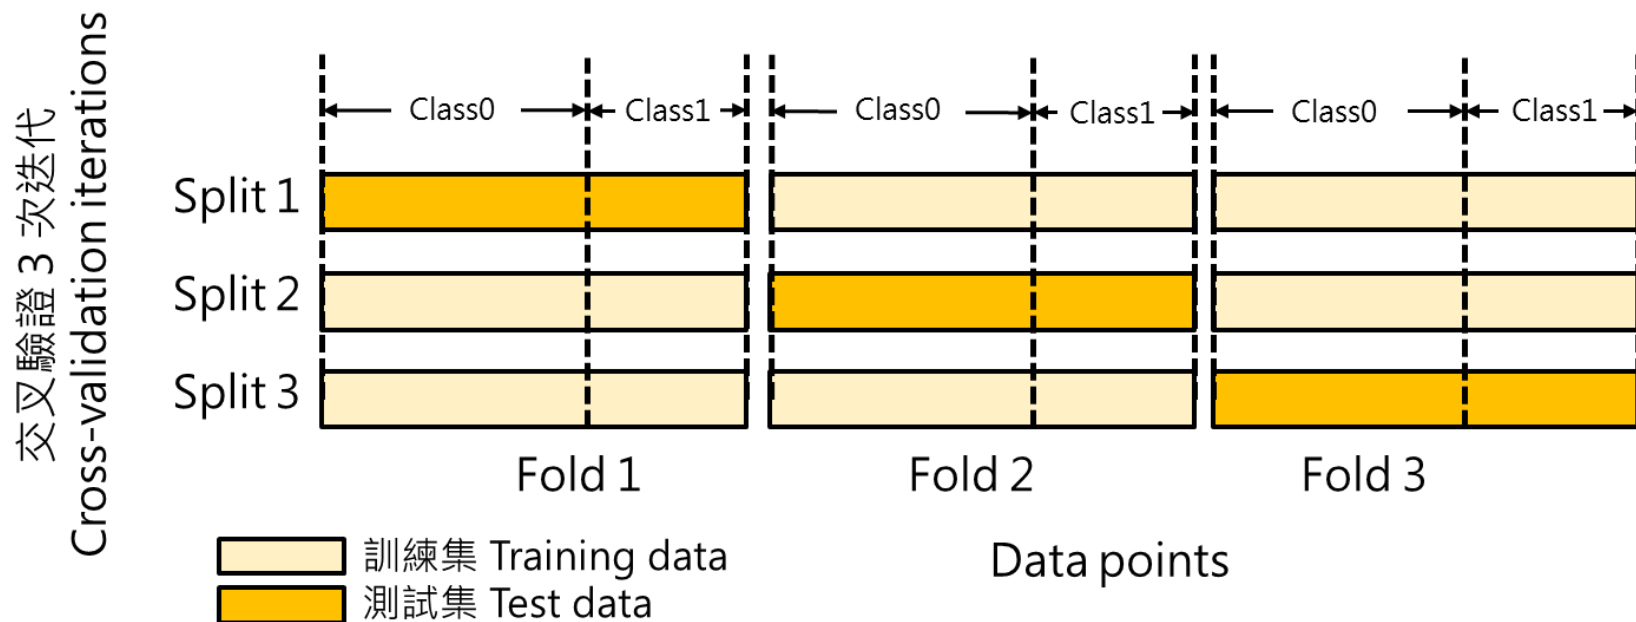 交叉驗證 3 次迭代
Cross-validation iterations
Class0 Class1 Class0 Class1 Class0 Class1
Split 1
Split 2
Split 3
Fold 1 Fold 2 Fold 3
訓練集 Training data
測試集 Test data
Data points